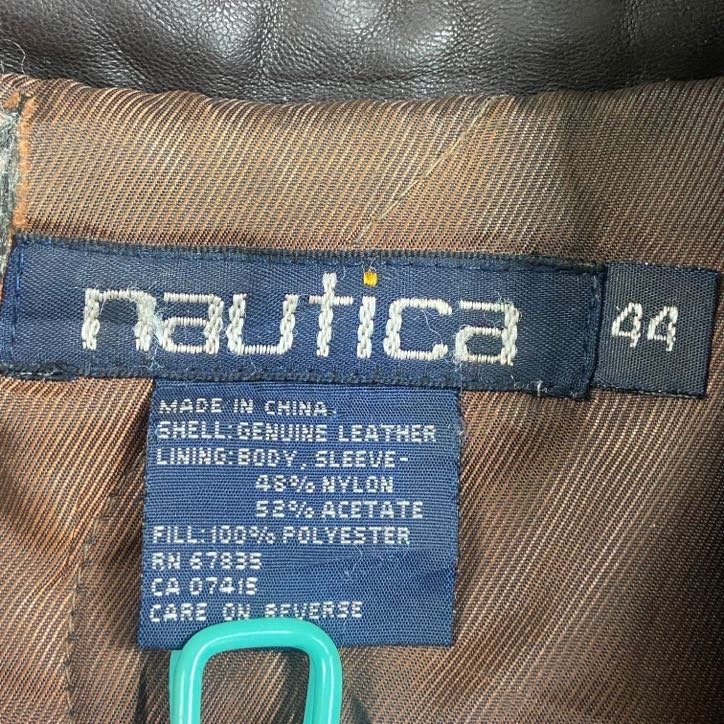 nautica
44
MADE IN CHINA.
SHELL:GENUINE LEATHER
LINING:BODY, SLEEVE-
48% NYLON
52% ACETATE
FILL:100% POLYESTER
RN 67835
CA 07415
CARE ON REVERSE